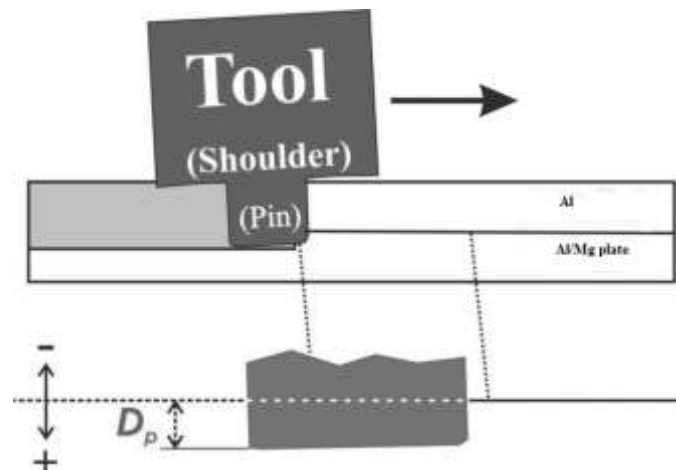 Tool
(Shoulder)
(Pin)
Al
Al/Mg plate
-
Dp
+